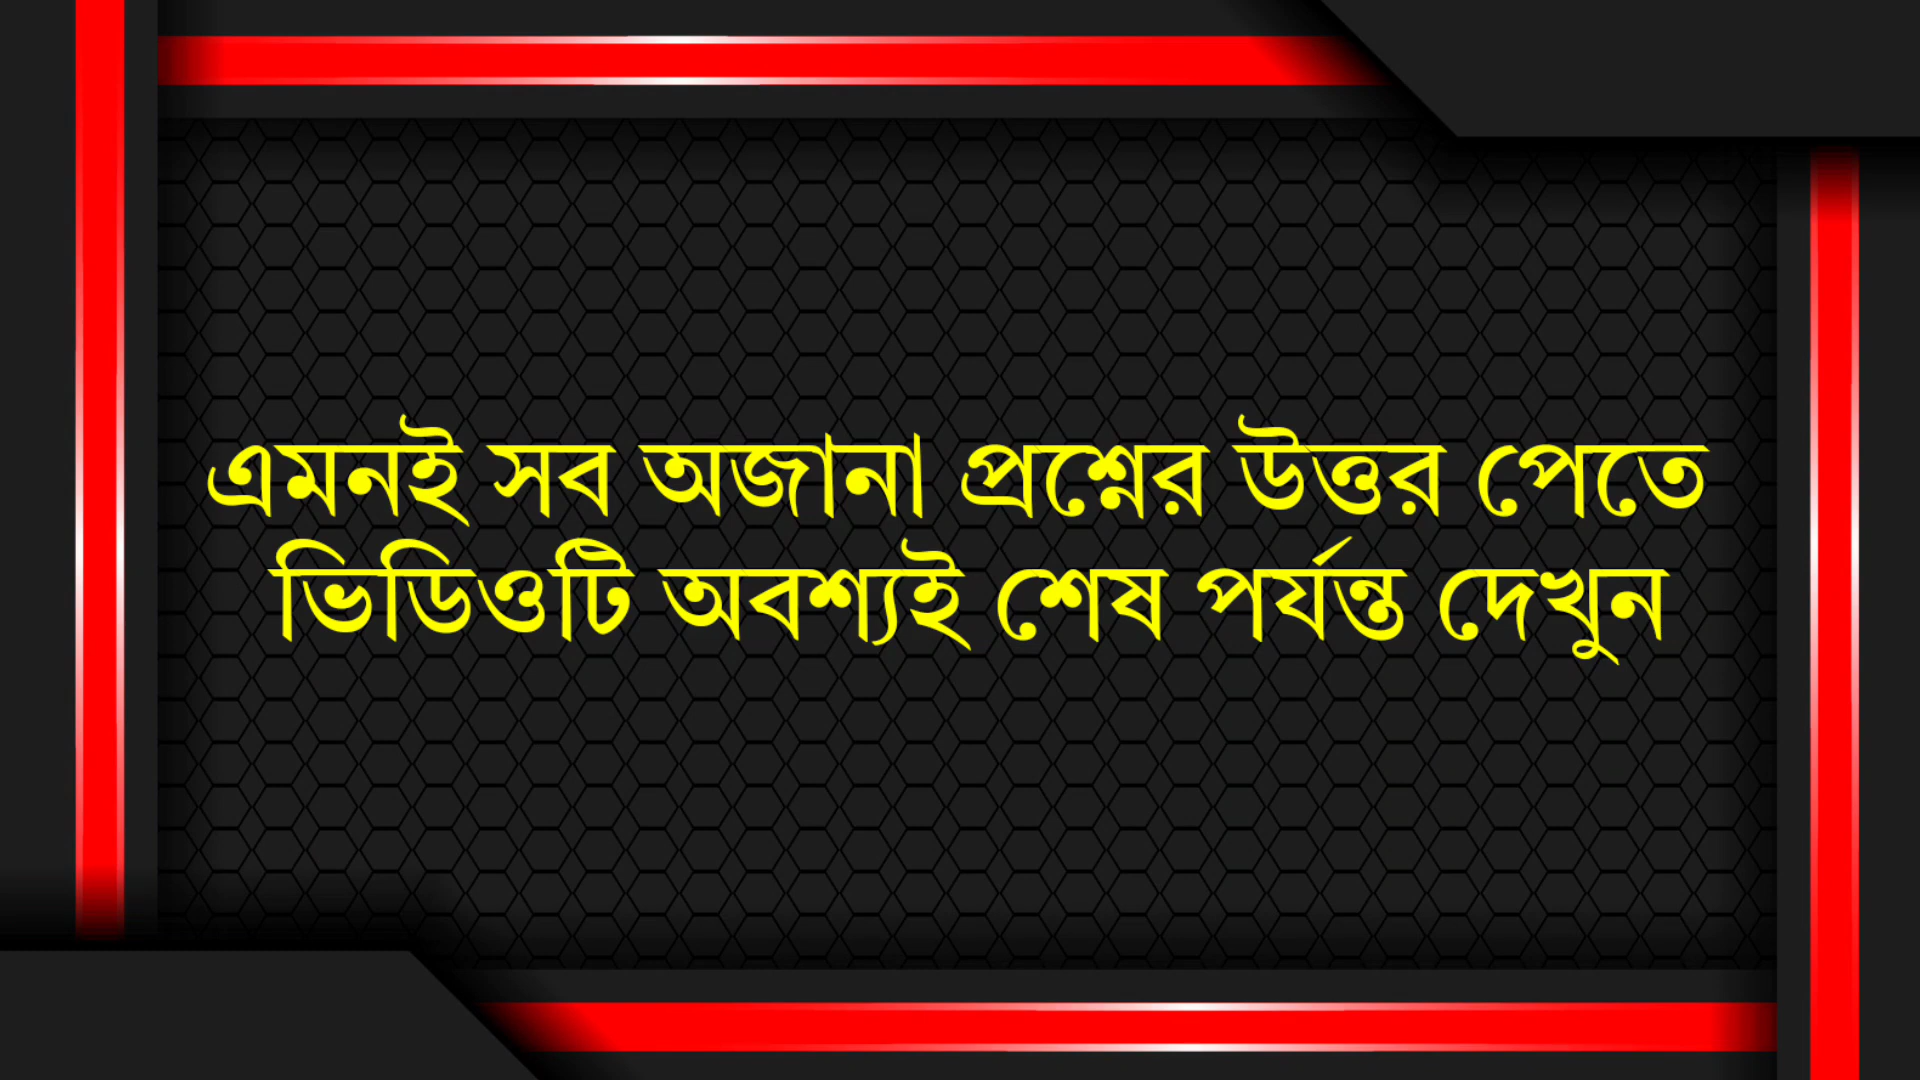 এমনই সব অজানা প্রশ্নের উত্তর পেতে
ভিডিওটি অবশ্যই শেষ পর্যন্ত দেখুন